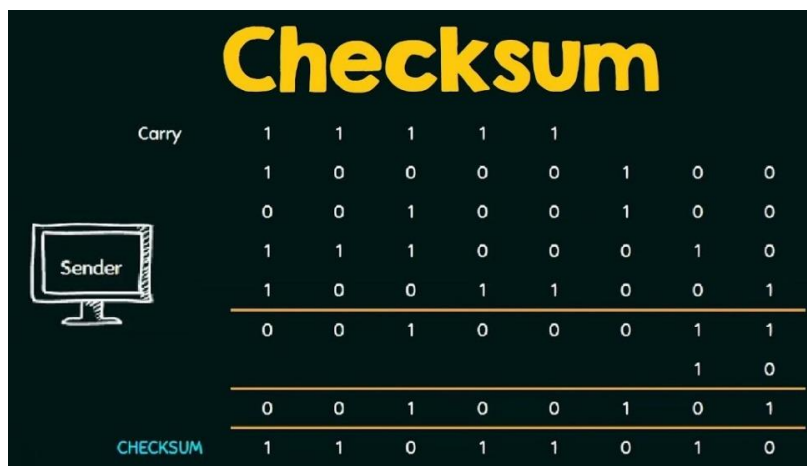 Checksum
Carry 1 1 1 1 1
1 0 0 0 0 1 0 0
0 0 1 0 0 1 0 0
Sender
1 1 1 0 0 0 1 0
1 0 0 1 1 0 0 1
0 0 1 0 0 0 1 1
1 0
0 0 1 0 0 1 0 1
CHECKSUM 1 1 0 1 1 0 1 0